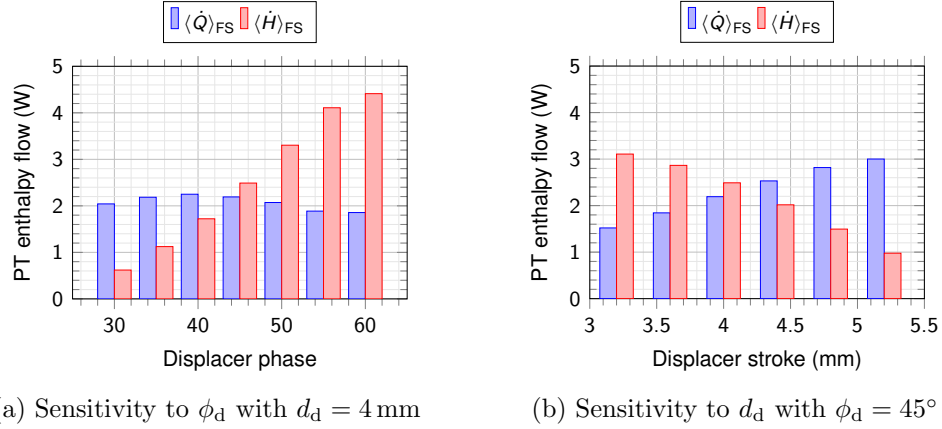 ⟨Q̇⟩FS ⟨Ḣ⟩FS
5
4
3
2
1
0
PT enthalpy flow (W)
30 40 50 60
Displacer phase
a) Sensitivity to ϕd with dd = 4 mm
⟨Q̇⟩FS ⟨Ḣ⟩FS
5
4
3
2
1
0
PT enthalpy flow (W)
3 3.5 4 4.5 5 5.5
Displacer stroke (mm)
(b) Sensitivity to dd with ϕd = 45°